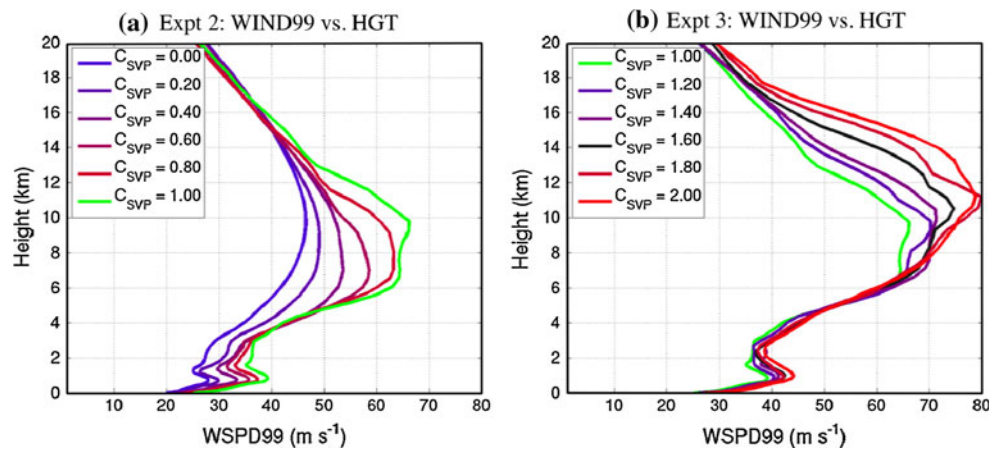 (a) Expt 2: WIND99 vs. HGT
20
18
16
14
12
10
8
6
4
2
0
Height (km)
C_SVP = 0.00
C_SVP = 0.20
C_SVP = 0.40
C_SVP = 0.60
C_SVP = 0.80
C_SVP = 1.00
10 20 30 40 50 60 70 80
WSPD99 (m s⁻¹)
(b) Expt 3: WIND99 vs. HGT
20
18
16
14
12
10
8
6
4
2
0
Height (km)
C_SVP = 1.00
C_SVP = 1.20
C_SVP = 1.40
C_SVP = 1.60
C_SVP = 1.80
C_SVP = 2.00
10 20 30 40 50 60 70 80
WSPD99 (m s⁻¹)